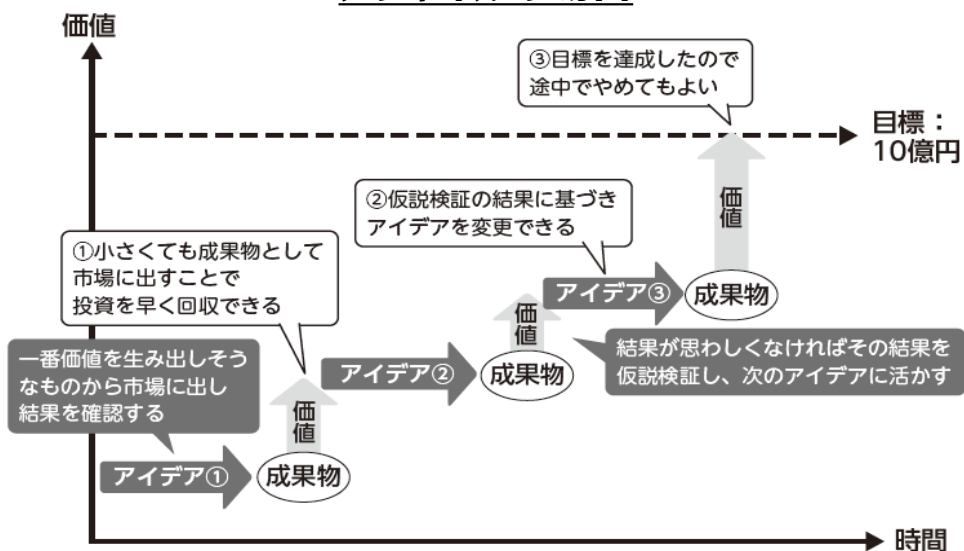 価値
③目標を達成したので
途中でやめてもよい
目標：
10億円
②仮説検証の結果に基づき
アイデアを変更できる
価値
①小さくても成果物として
市場に出すことで
投資を早く回収できる
アイデア③
成果物
価値
一番価値を生み出しそう
なものから市場に出し
結果を確認する
アイデア②
成果物
結果が思わしくなければその結果を
仮説検証し、次のアイデアに活かす
価値
アイデア①
成果物
時間